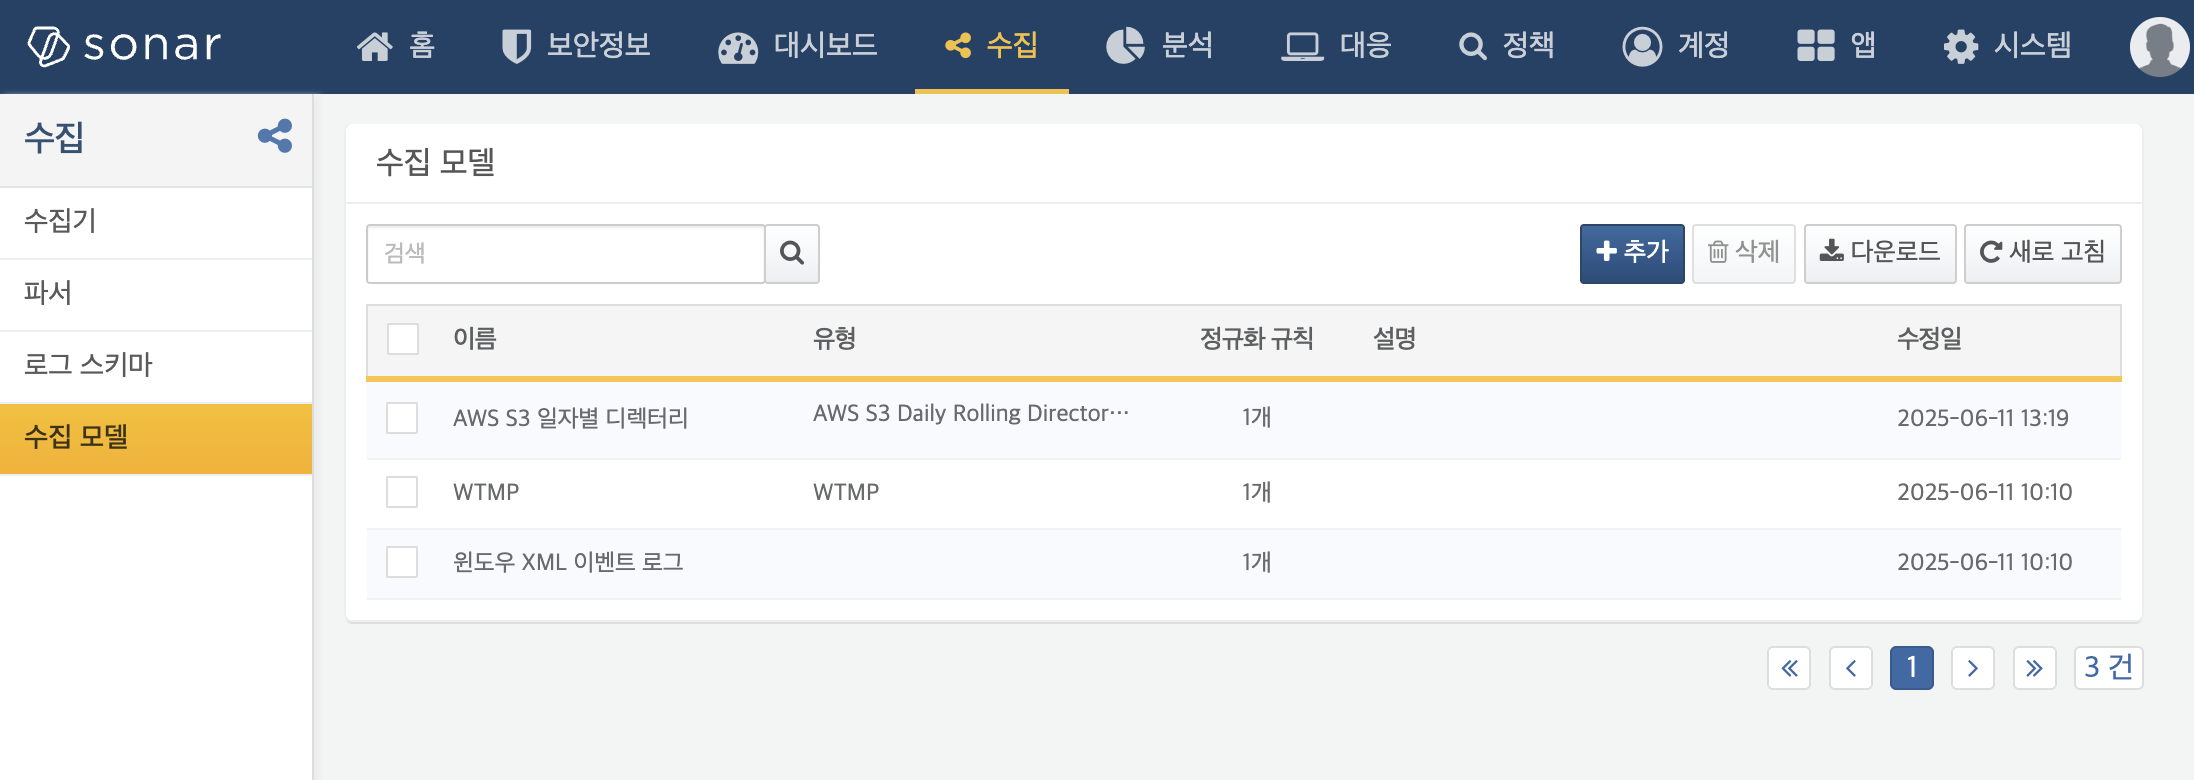 sonar 홈 보안정보 대시보드 수집 분석 대응 정책 계정 앱 시스템
수집
수집기
파서
로그 스키마
수집 모델
수집 모델
검색 추가 삭제 다운로드 새로 고침
이름 유형 정규화 규칙 설명 수정일
AWS S3 일자별 디렉터리 AWS S3 Daily Rolling Director… 1개 2025-06-11 13:19
WTMP WTMP 1개 2025-06-11 10:10
윈도우 XML 이벤트 로그 1개 2025-06-11 10:10
« ‹ 1 › » 3 건